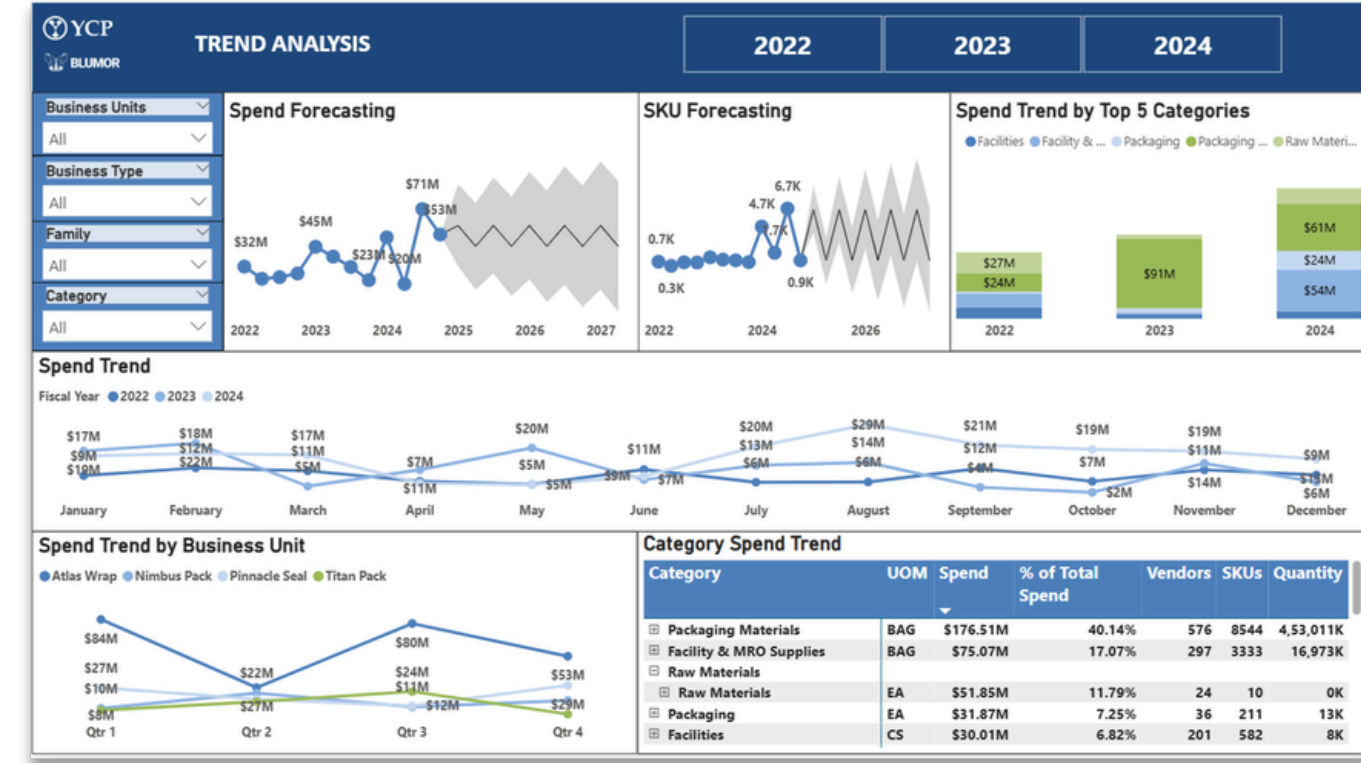 YCP
BLUMOR
TREND ANALYSIS
2022
2023
2024
Business Units
All
Business Type
All
Family
All
Category
All
Spend Forecasting
$32M
$45M
$23M
$20M
$71M
$53M
2022 2023 2024 2025 2026 2027
SKU Forecasting
0.7K
0.3K
4.7K
1.7K
6.7K
0.9K
2022 2024 2026
Spend Trend by Top 5 Categories
Facilities Facility & ... Packaging Packaging ... Raw Materi...
$27M
$24M
$91M
$61M
$24M
$54M
2022 2023 2024
Spend Trend
Fiscal Year 2022 2023 2024
$17M $18M $17M $20M $11M $20M $29M $21M $19M $19M $9M
$9M $12M $11M $7M $5M $9M $13M $14M $12M $7M $11M
$22M $5M $11M $5M $7M $6M $6M $2M $14M $6M
January February March April May June July August September October November December
Spend Trend by Business Unit
Atlas Wrap Nimbus Pack Pinnacle Seal Titan Pack
$84M
$27M
$10M
$8M
$22M
$27M
$80M
$24M
$11M
$12M
$53M
$29M
Qtr 1 Qtr 2 Qtr 3 Qtr 4
Category Spend Trend
Category UOM Spend % of Total Spend Vendors SKUs Quantity
Packaging Materials BAG $176.51M 40.14% 576 8544 4,53,011K
Facility & MRO Supplies BAG $75.07M 17.07% 297 3333 16,973K
Raw Materials
Raw Materials EA $51.85M 11.79% 24 10 0K
Packaging EA $31.87M 7.25% 36 211 13K
Facilities CS $30.01M 6.82% 201 582 8K